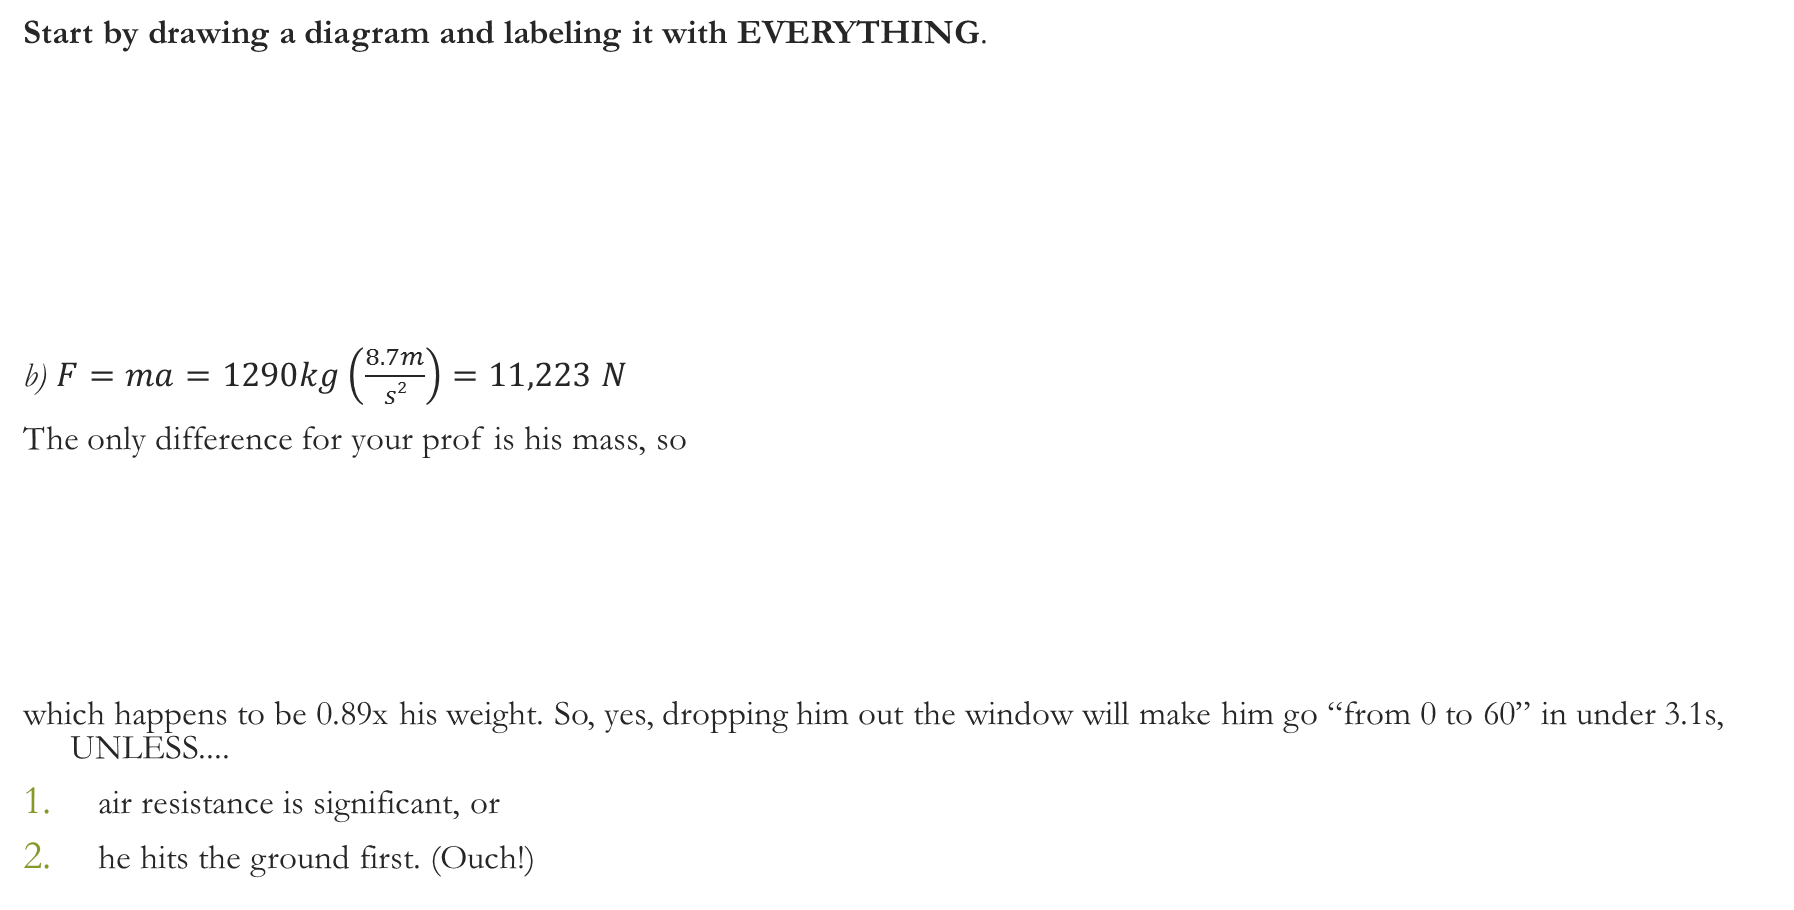 Start by drawing a diagram and labeling it with EVERYTHING.
b) F = ma = 1290kg (8.7m/s²) = 11,223 N
The only difference for your prof is his mass, so
which happens to be 0.89x his weight. So, yes, dropping him out the window will make him go “from 0 to 60” in under 3.1s,
UNLESS....
1. air resistance is significant, or
2. he hits the ground first. (Ouch!)